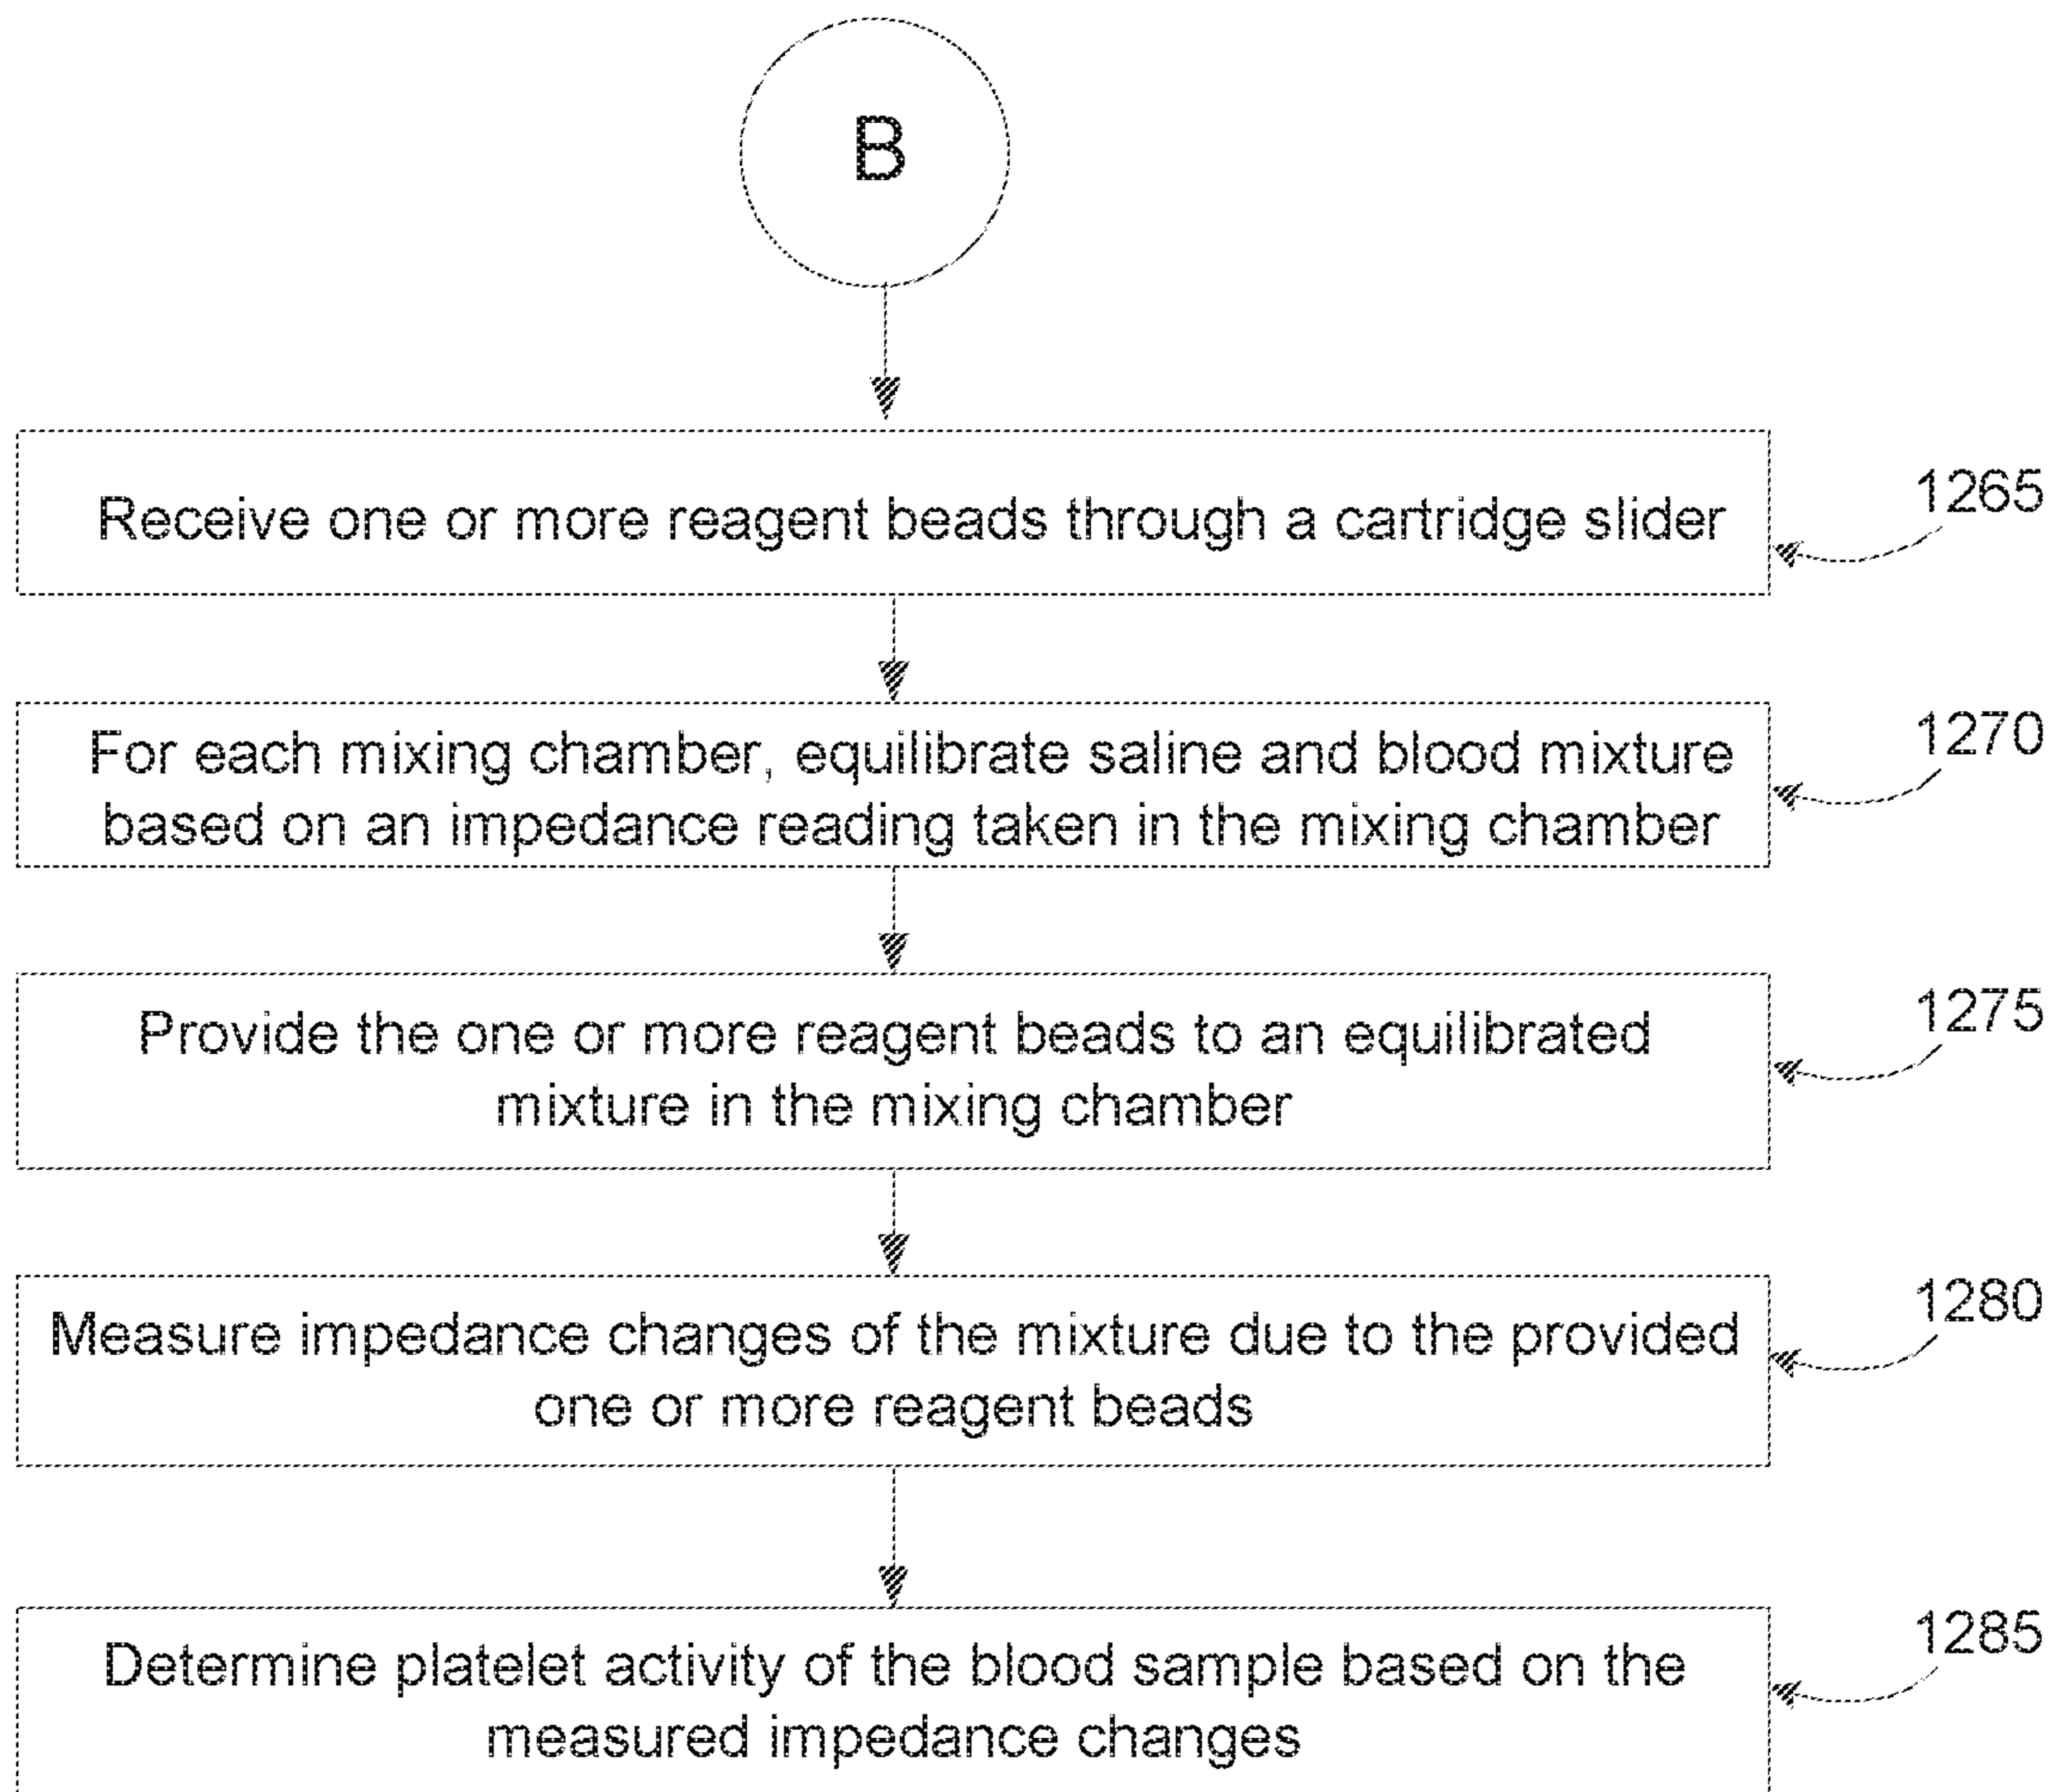 B
Receive one or more reagent beads through a cartridge slider
1265
For each mixing chamber, equilibrate saline and blood mixture
based on an impedance reading taken in the mixing chamber
1270
Provide the one or more reagent beads to an equilibrated
mixture in the mixing chamber
1275
Measure impedance changes of the mixture due to the provided
one or more reagent beads
1280
Determine platelet activity of the blood sample based on the
measured impedance changes
1285